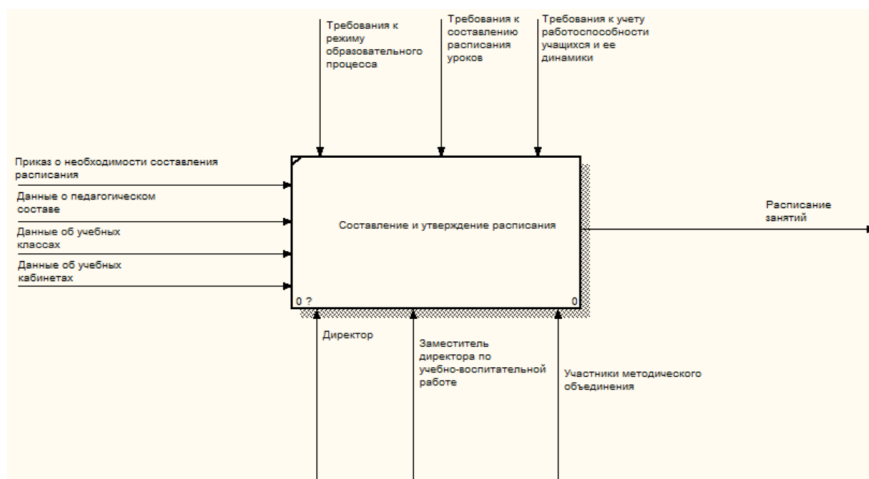 Требования к
режиму
образовательного
процесса
Требования к
составлению
расписания
уроков
Требования к учету
работоспособности
учащихся и ее
динамики
Приказ о необходимости составления
расписания
Данные о педагогическом
составе
Данные об учебных
классах
Данные об учебных
кабинетах
Составление и утверждение расписания
0 ?
0
Расписание
занятий
Директор
Заместитель
директора по
учебно-воспитательной
работе
Участники методического
объединения